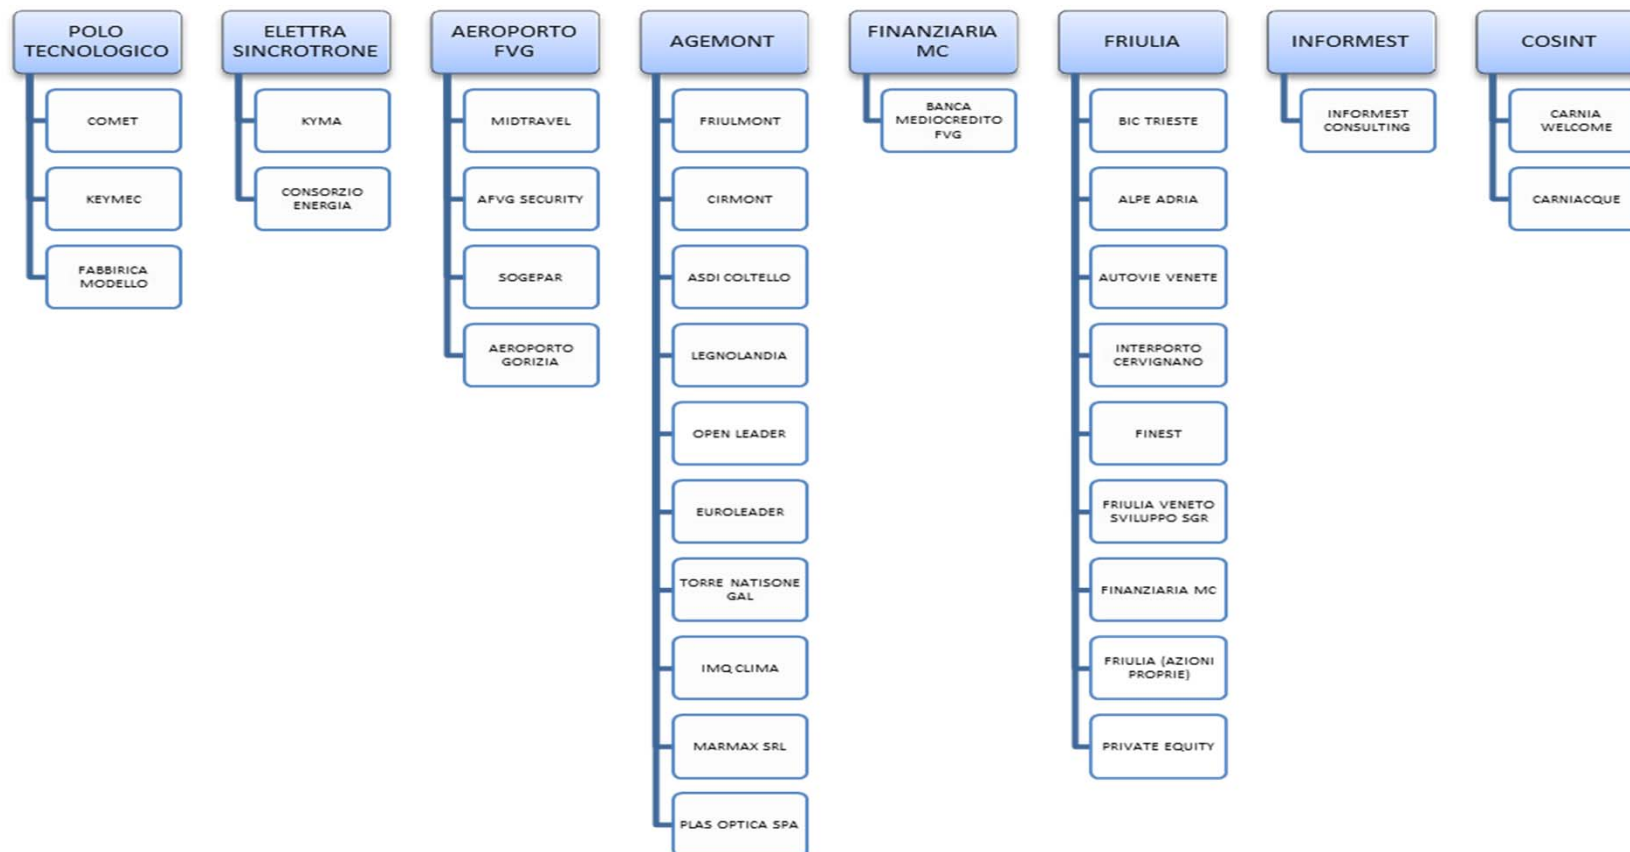 POLO
TECNOLOGICO
COMET
KEYMEC
FABBIRICA
MODELLO
ELETTRA
SINCROTRONE
KYMA
CONSORZIO
ENERGIA
AEROPORTO
FVG
MIDTRAVEL
AFVG SECURITY
SOGEPAR
AEROPORTO
GORIZIA
AGEMONT
FRIULMONT
CIRMONT
ASDI COLTELLO
LEGNOLANDIA
OPEN LEADER
EUROLEADER
TORRE NATISONE
GAL
IMQ CLIMA
MARMAX SRL
PLAS OPTICA SPA
FINANZIARIA
MC
BANCA
MEDIOCREDITO
FVG
FRIULIA
BIC TRIESTE
ALPE ADRIA
AUTOVIE VENETE
INTERPORTO
CERVIGNANO
FINEST
FRIULIA VENETO
SVILUPPO SGR
FINANZIARIA MC
FRIULIA (AZIONI
PROPRIE)
PRIVATE EQUITY
INFORMEST
INFORMEST
CONSULTING
COSINT
CARNIA
WELCOME
CARNIACQUE